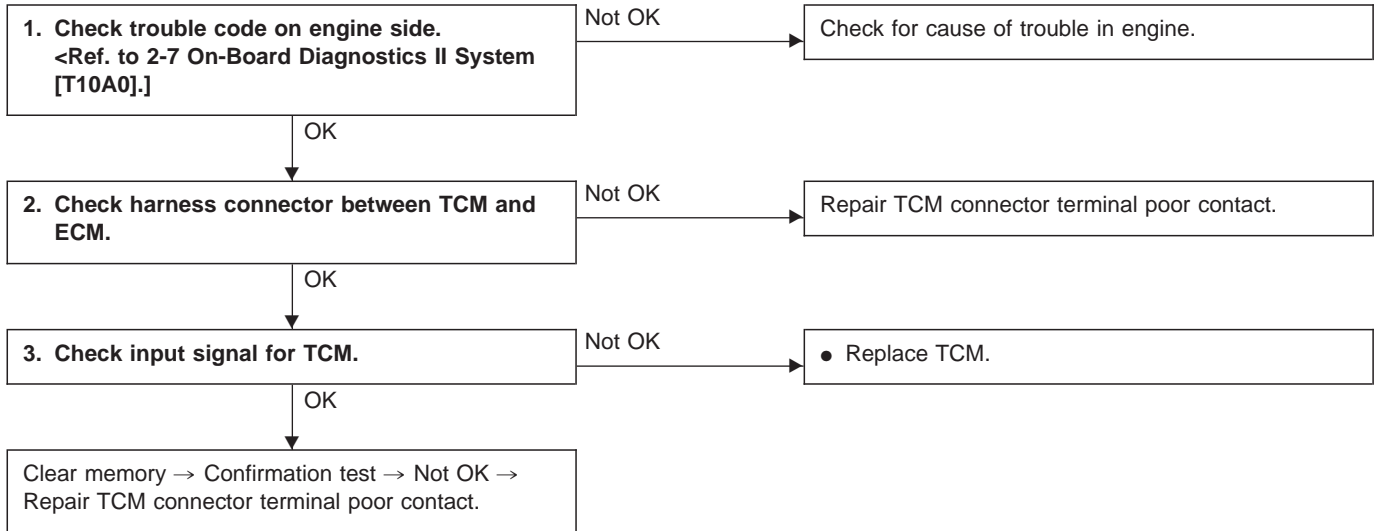 1. Check trouble code on engine side.
<Ref. to 2-7 On-Board Diagnostics II System
[T10A0].]
Not OK
Check for cause of trouble in engine.
OK
2. Check harness connector between TCM and
ECM.
Not OK
Repair TCM connector terminal poor contact.
OK
3. Check input signal for TCM.
Not OK
● Replace TCM.
OK
Clear memory → Confirmation test → Not OK →
Repair TCM connector terminal poor contact.